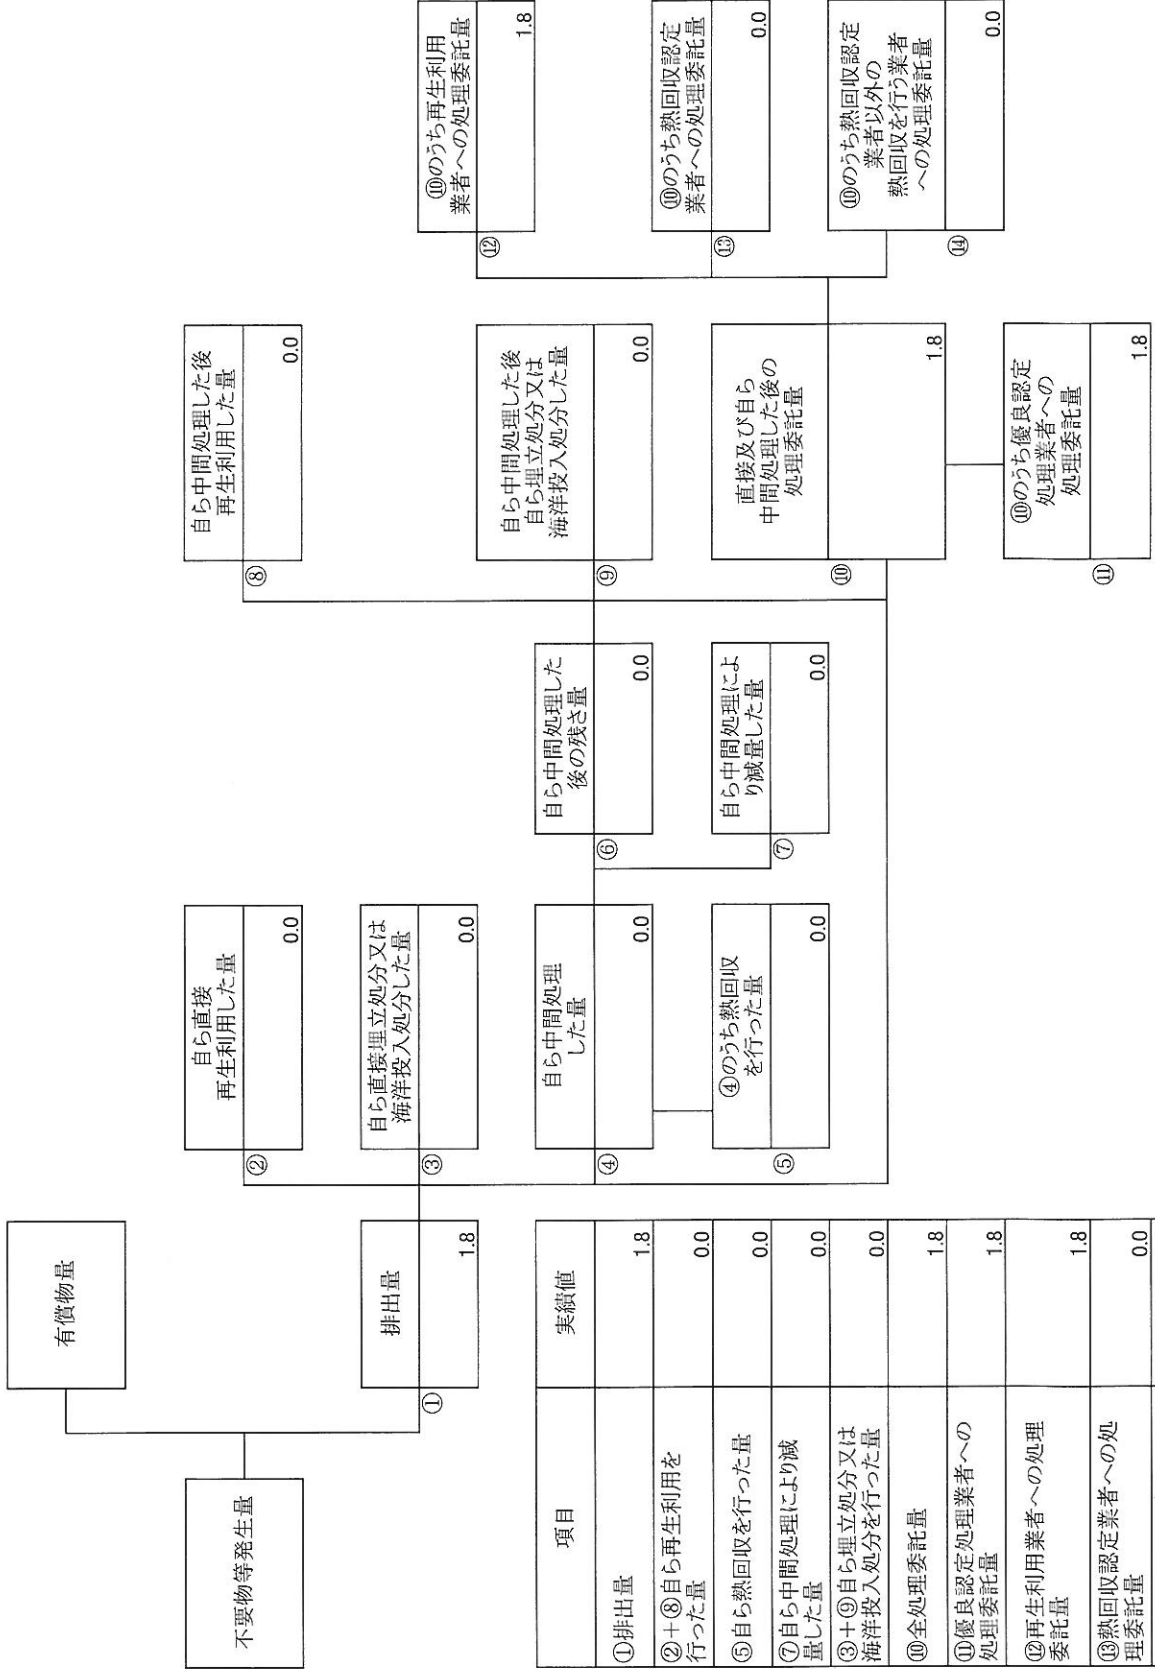 有償物量
不要物等発生量
①
排出量
1.8
②
自ら直接
再生利用した量
0.0
③
自ら直接埋立処分又は
海洋投入処分した量
0.0
④
自ら中間処理
した量
0.0
⑤
④のうち熱回収
を行った量
0.0
⑥
自ら中間処理した
後の残さ量
0.0
⑦
自ら中間処理によ
り減量した量
0.0
⑧
自ら中間処理した後
再生利用した量
0.0
⑨
自ら中間処理した後
自ら埋立処分又は
海洋投入処分した量
0.0
⑩
直接及び自ら
中間処理した後の
処理委託量
1.8
⑪
⑩のうち優良認定
処理業者への
処理委託量
1.8
⑫
⑩のうち再生利用
業者への処理委託量
1.8
⑬
⑩のうち熱回収認定
業者への処理委託量
0.0
⑭
⑩のうち熱回収認定
業者以外の
熱回収を行う業者
への処理委託量
0.0
項目 実績値
①排出量 1.8
②+⑧自ら再生利用を
行った量 0.0
⑤自ら熱回収を行った量 0.0
⑦自ら中間処理により減
量した量 0.0
③+⑨自ら埋立処分又は
海洋投入処分を行った量 0.0
⑩全処理委託量 1.8
⑪優良認定処理業者への
処理委託量 1.8
⑫再生利用業者への処理
委託量 1.8
⑬熱回収認定業者への処
理委託量 0.0